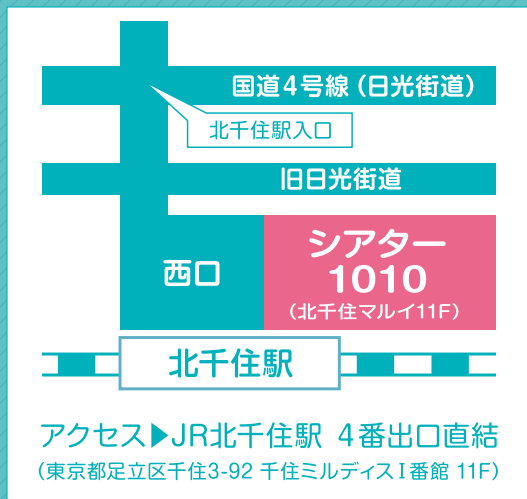 国道4号線（日光街道）
北千住駅入口
旧日光街道
シアター
1010
（北千住マルイ11F）
西口
北千住駅
アクセス▶JR北千住駅 4番出口直結
（東京都足立区千住3-92 千住ミルディスⅠ番館 11F）